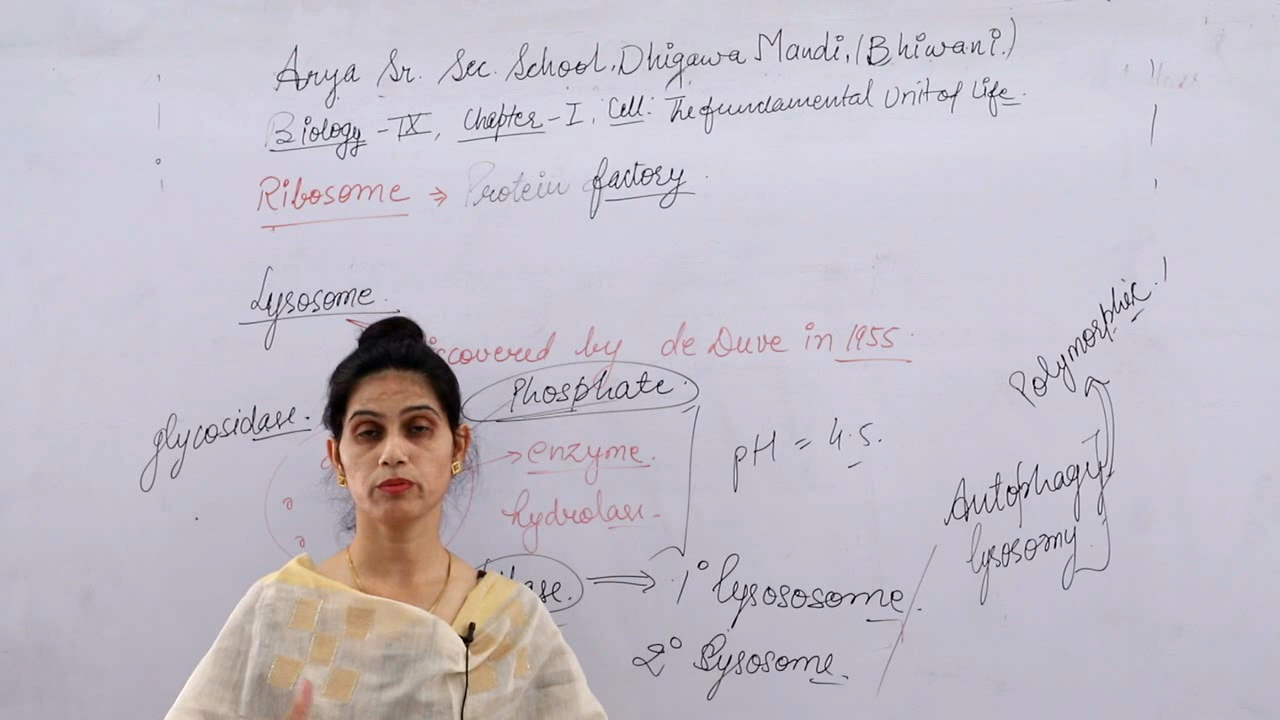 Arya Sr. Sec. School, Dhigawa Mandi, (Bhiwani.)
Biology - IX, Chapter - I, Cell: The fundamental Unit of Life.
Ribosome → Protein factory.
Lysosome.
iscovered by de Duve in 1955.
Phosphate.
glycosidase.
→ enzyme.
hydrolase.
pH = 4.5.
Polymorphic.
Autophagy
lysosomy.
ase. ⇒ 1° lysososome.
2° Lysosome.